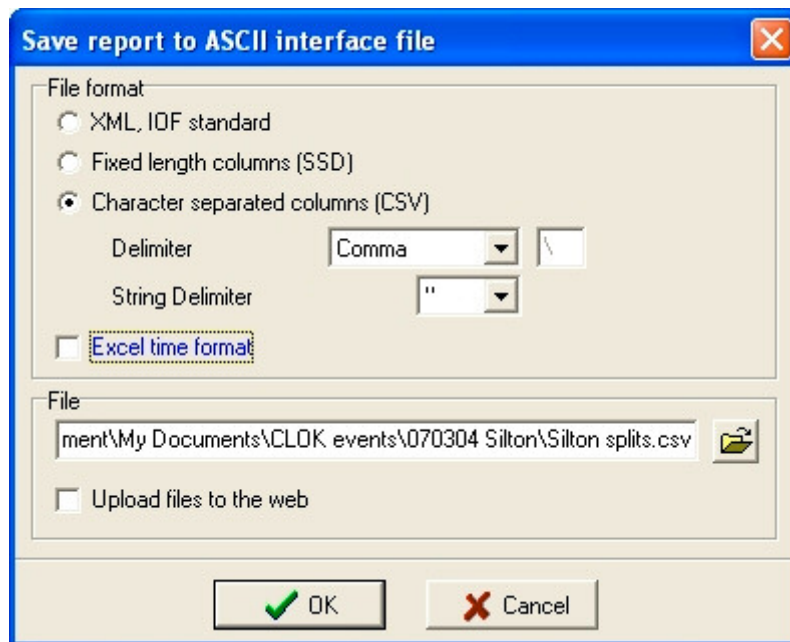 Save report to ASCII interface file
File format
XML, IOF standard
Fixed length columns (SSD)
Character separated columns (CSV)
Delimiter Comma \
String Delimiter "
Excel time format
File
ment\My Documents\CLOK events\070304 Silton\Silton splits.csv
Upload files to the web
OK Cancel